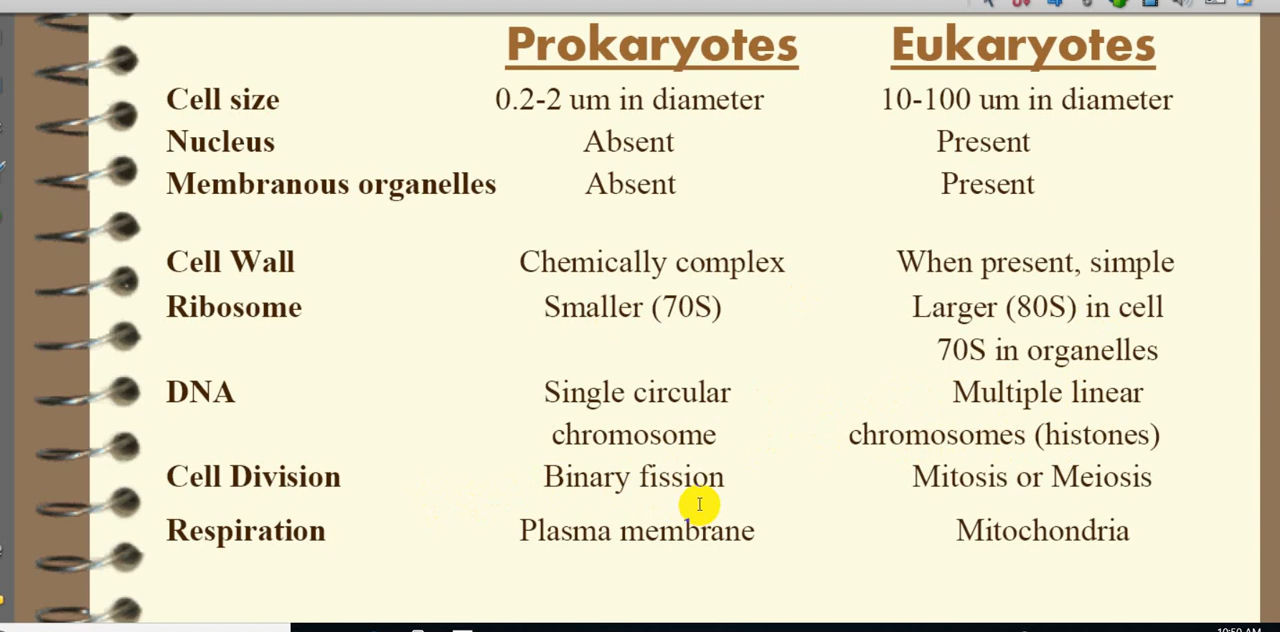 Prokaryotes Eukaryotes
Cell size 0.2-2 um in diameter 10-100 um in diameter
Nucleus Absent Present
Membranous organelles Absent Present
Cell Wall Chemically complex When present, simple
Ribosome Smaller (70S) Larger (80S) in cell
70S in organelles
DNA Single circular Multiple linear
chromosome chromosomes (histones)
Cell Division Binary fission Mitosis or Meiosis
Respiration Plasma membrane Mitochondria